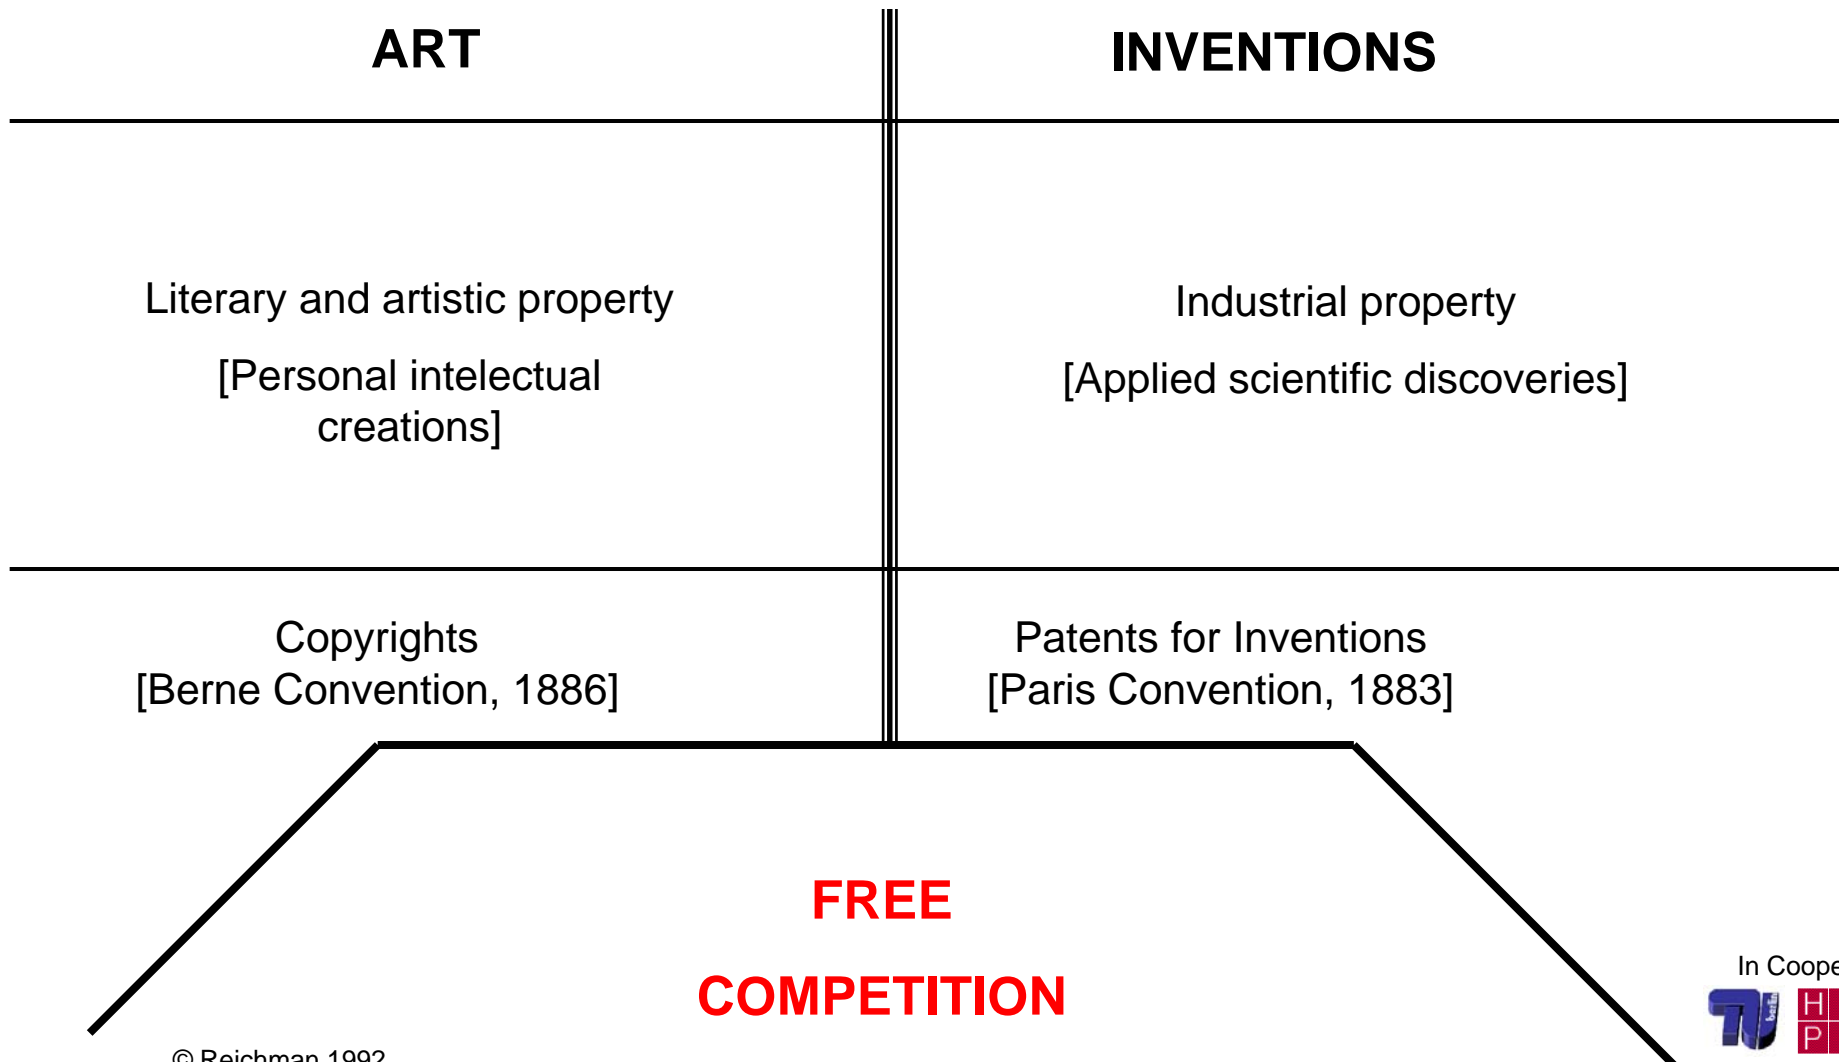 ART
INVENTIONS
Literary and artistic property
[Personal intelectual
creations]
Industrial property
[Applied scientific discoveries]
Copyrights
[Berne Convention, 1886]
Patents for Inventions
[Paris Convention, 1883]
FREE
COMPETITION
© Reichman 1992
In Coope
berlin
H
P